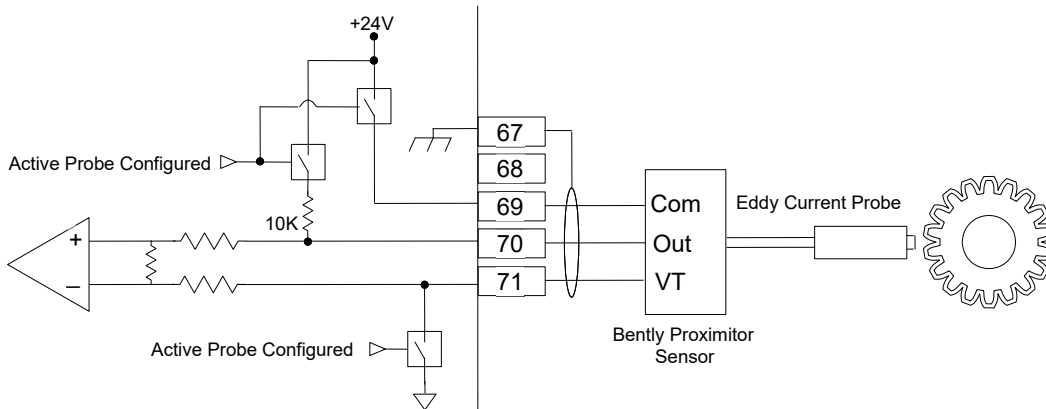 +24V
Active Probe Configured
10K
+
–
Active Probe Configured
67
68
69
70
71
Com
Out
VT
Bently Proximitor
Sensor
Eddy Current Probe